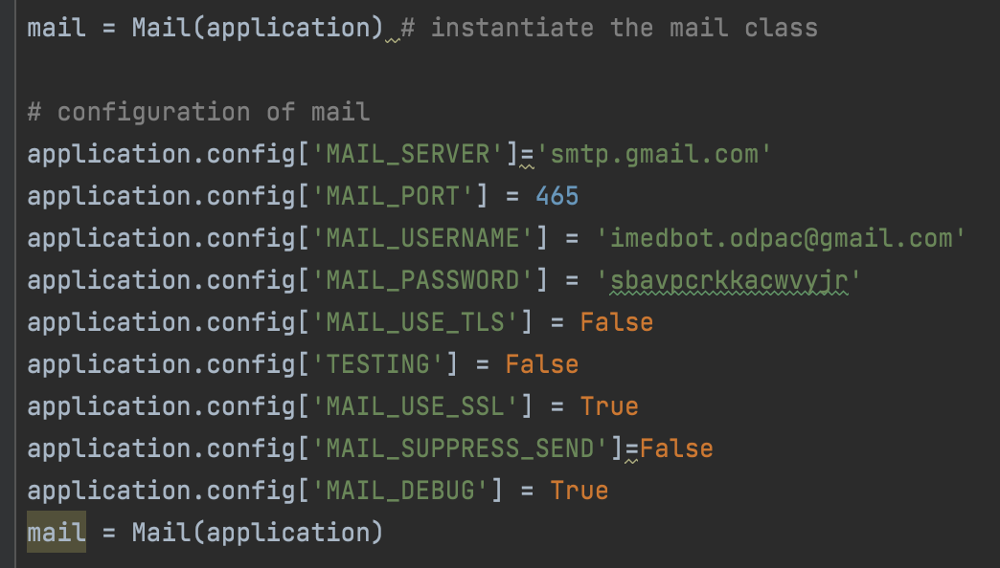 mail = Mail(application) # instantiate the mail class
# configuration of mail
application.config['MAIL_SERVER']='smtp.gmail.com'
application.config['MAIL_PORT'] = 465
application.config['MAIL_USERNAME'] = 'imedbot.odpac@gmail.com'
application.config['MAIL_PASSWORD'] = 'sbavpcrkkacwvyjr'
application.config['MAIL_USE_TLS'] = False
application.config['TESTING'] = False
application.config['MAIL_USE_SSL'] = True
application.config['MAIL_SUPPRESS_SEND']=False
application.config['MAIL_DEBUG'] = True
mail = Mail(application)